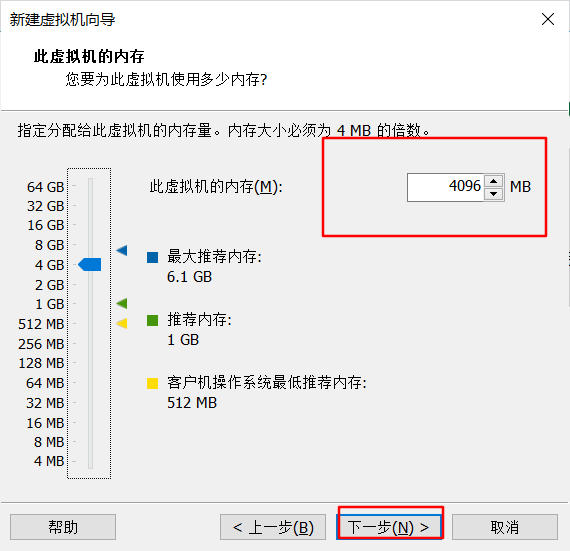 新建虚拟机向导
此虚拟机的内存
您要为此虚拟机使用多少内存?
指定分配给此虚拟机的内存量。内存大小必须为 4 MB 的倍数。
此虚拟机的内存(M): 4096 MB
64 GB
32 GB
16 GB
8 GB
4 GB
2 GB
1 GB
512 MB
256 MB
128 MB
64 MB
32 MB
16 MB
8 MB
4 MB
最大推荐内存:
6.1 GB
推荐内存:
1 GB
客户机操作系统最低推荐内存:
512 MB
帮助 < 上一步(B) 下一步(N) > 取消